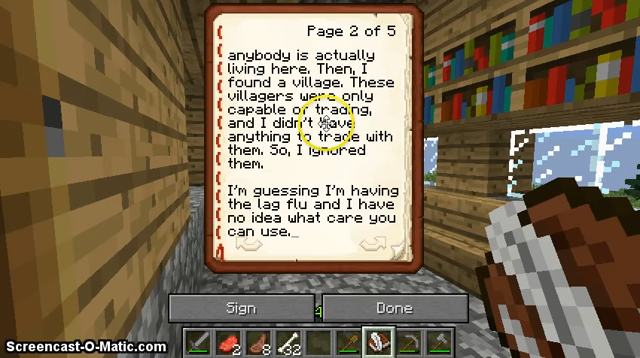 Page 2 of 5
anybody is actually
living here. Then, I
found a village. These
villagers were only
capable of trading,
and I didn't have
anything to trade with
them. So, I ignored
them.
I'm guessing I'm having
the lag flu and I have
no idea what care you
can use._
Sign
Done
2
8
32
Screencast-O-Matic.com